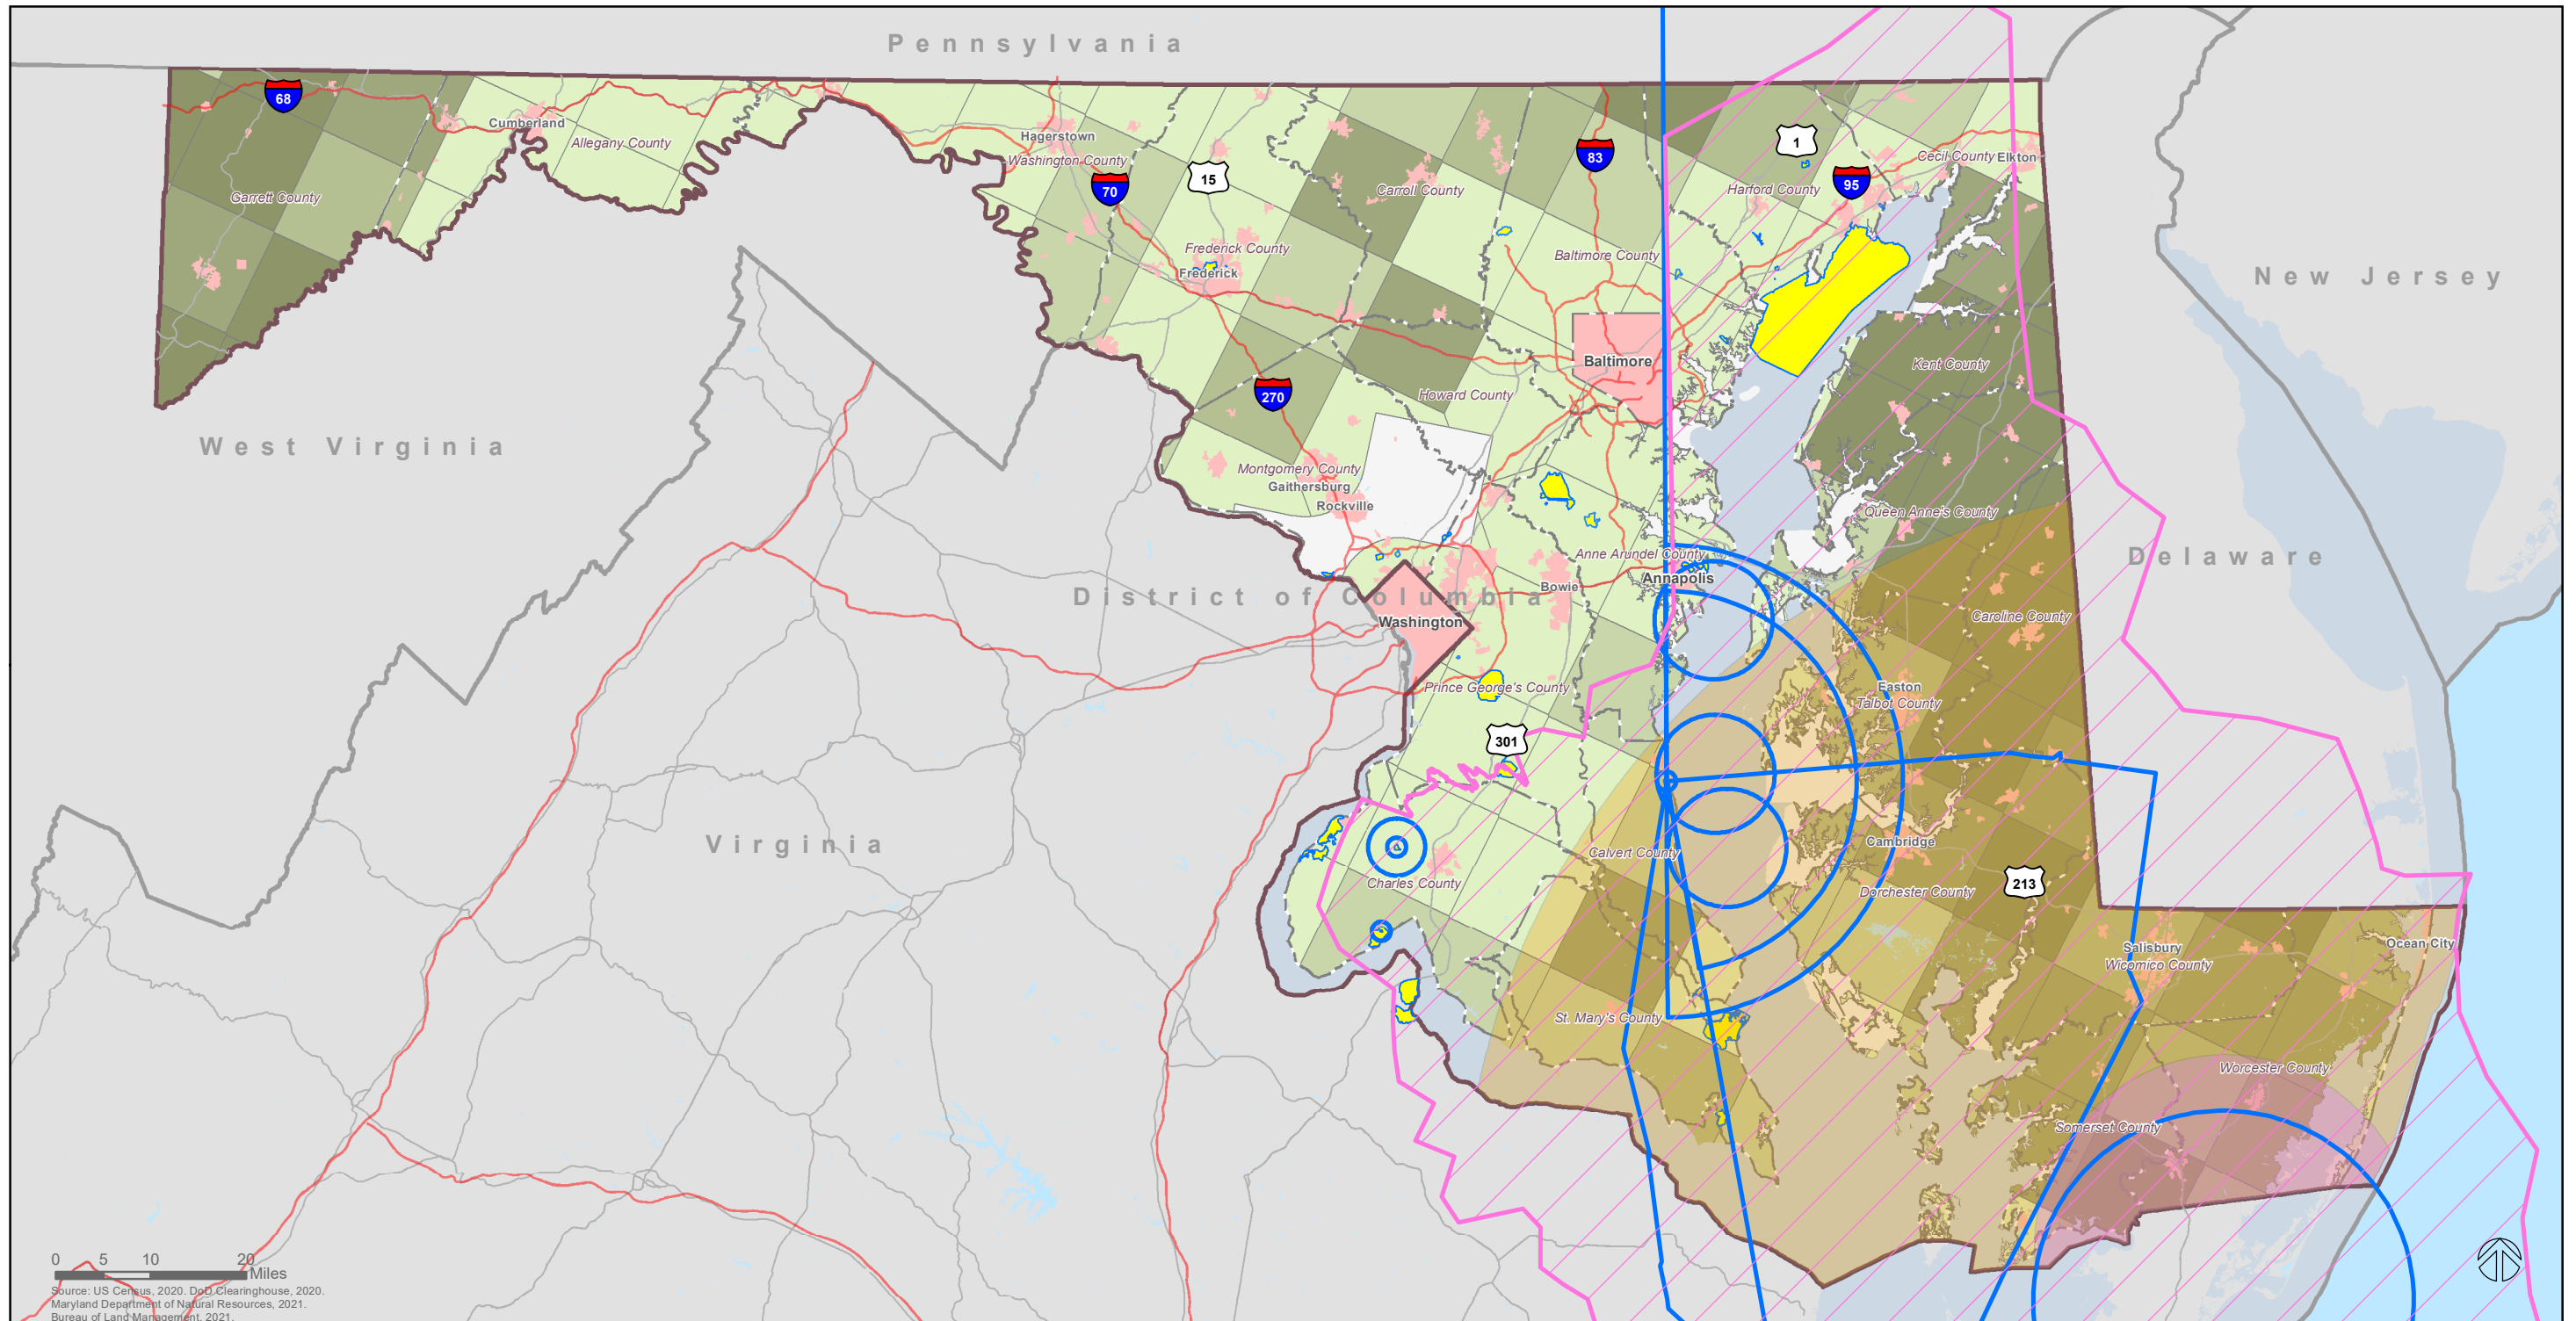 Pennsylvania
68
Cumberland
Allegany County
Garrett County
Hagerstown
Washington County
70
15
Frederick County
Frederick
Carroll County
83
Baltimore County
1
Harford County
95
Cecil County
Elkton
New Jersey
West Virginia
Baltimore
Kent County
270
Howard County
Montgomery County
Gaithersburg
Rockville
Queen Anne's County
Anne Arundel County
Annapolis
Delaware
District of Columbia
Bowie
Washington
Caroline County
Prince George's County
Easton
Talbot County
301
Virginia
Calvert County
Cambridge
Charles County
Dorchester County
213
Salisbury
Wicomico County
Ocean City
St. Mary's County
Worcester County
Somerset County
0 5 10 20
Miles
Source: US Census, 2020. DoD Clearinghouse, 2020.
Maryland Department of Natural Resources, 2021.
Bureau of Land Management, 2021.